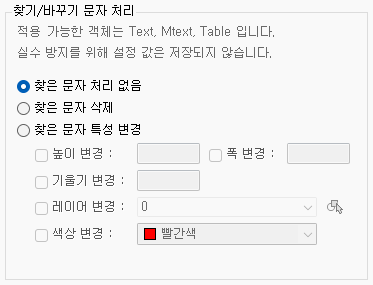 찾기/바꾸기 문자 처리
적용 가능한 객체는 Text, Mtext, Table 입니다.
실수 방지를 위해 설정 값은 저장되지 않습니다.
찾은 문자 처리 없음
찾은 문자 삭제
찾은 문자 특성 변경
높이 변경 : 폭 변경 :
기울기 변경 :
레이머 변경 : 0
색상 변경 : 빨간색